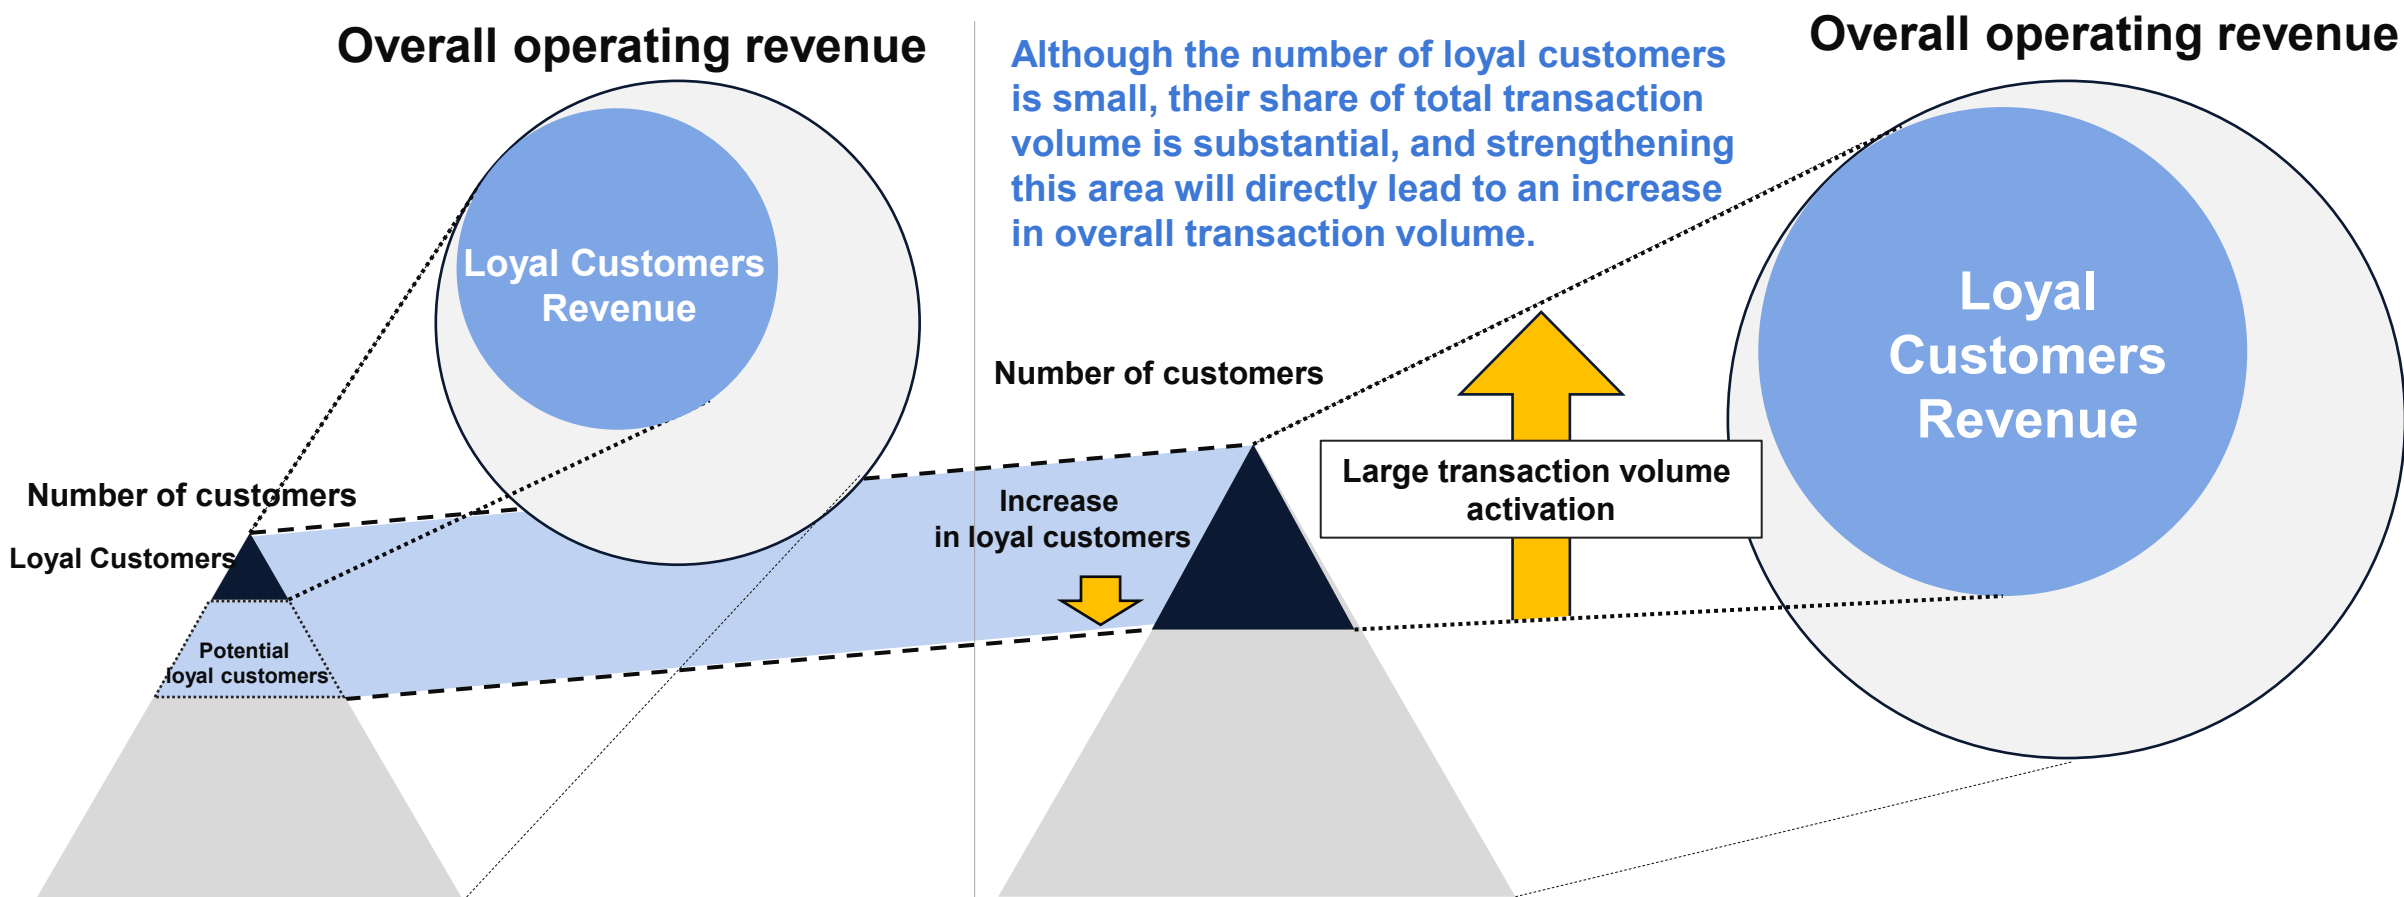 Overall operating revenue
Loyal Customers
Revenue
Number of customers
Loyal Customers
Potential
loyal customers
Although the number of loyal customers
is small, their share of total transaction
volume is substantial, and strengthening
this area will directly lead to an increase
in overall transaction volume.
Number of customers
Increase
in loyal customers
Large transaction volume
activation
Overall operating revenue
Loyal
Customers
Revenue